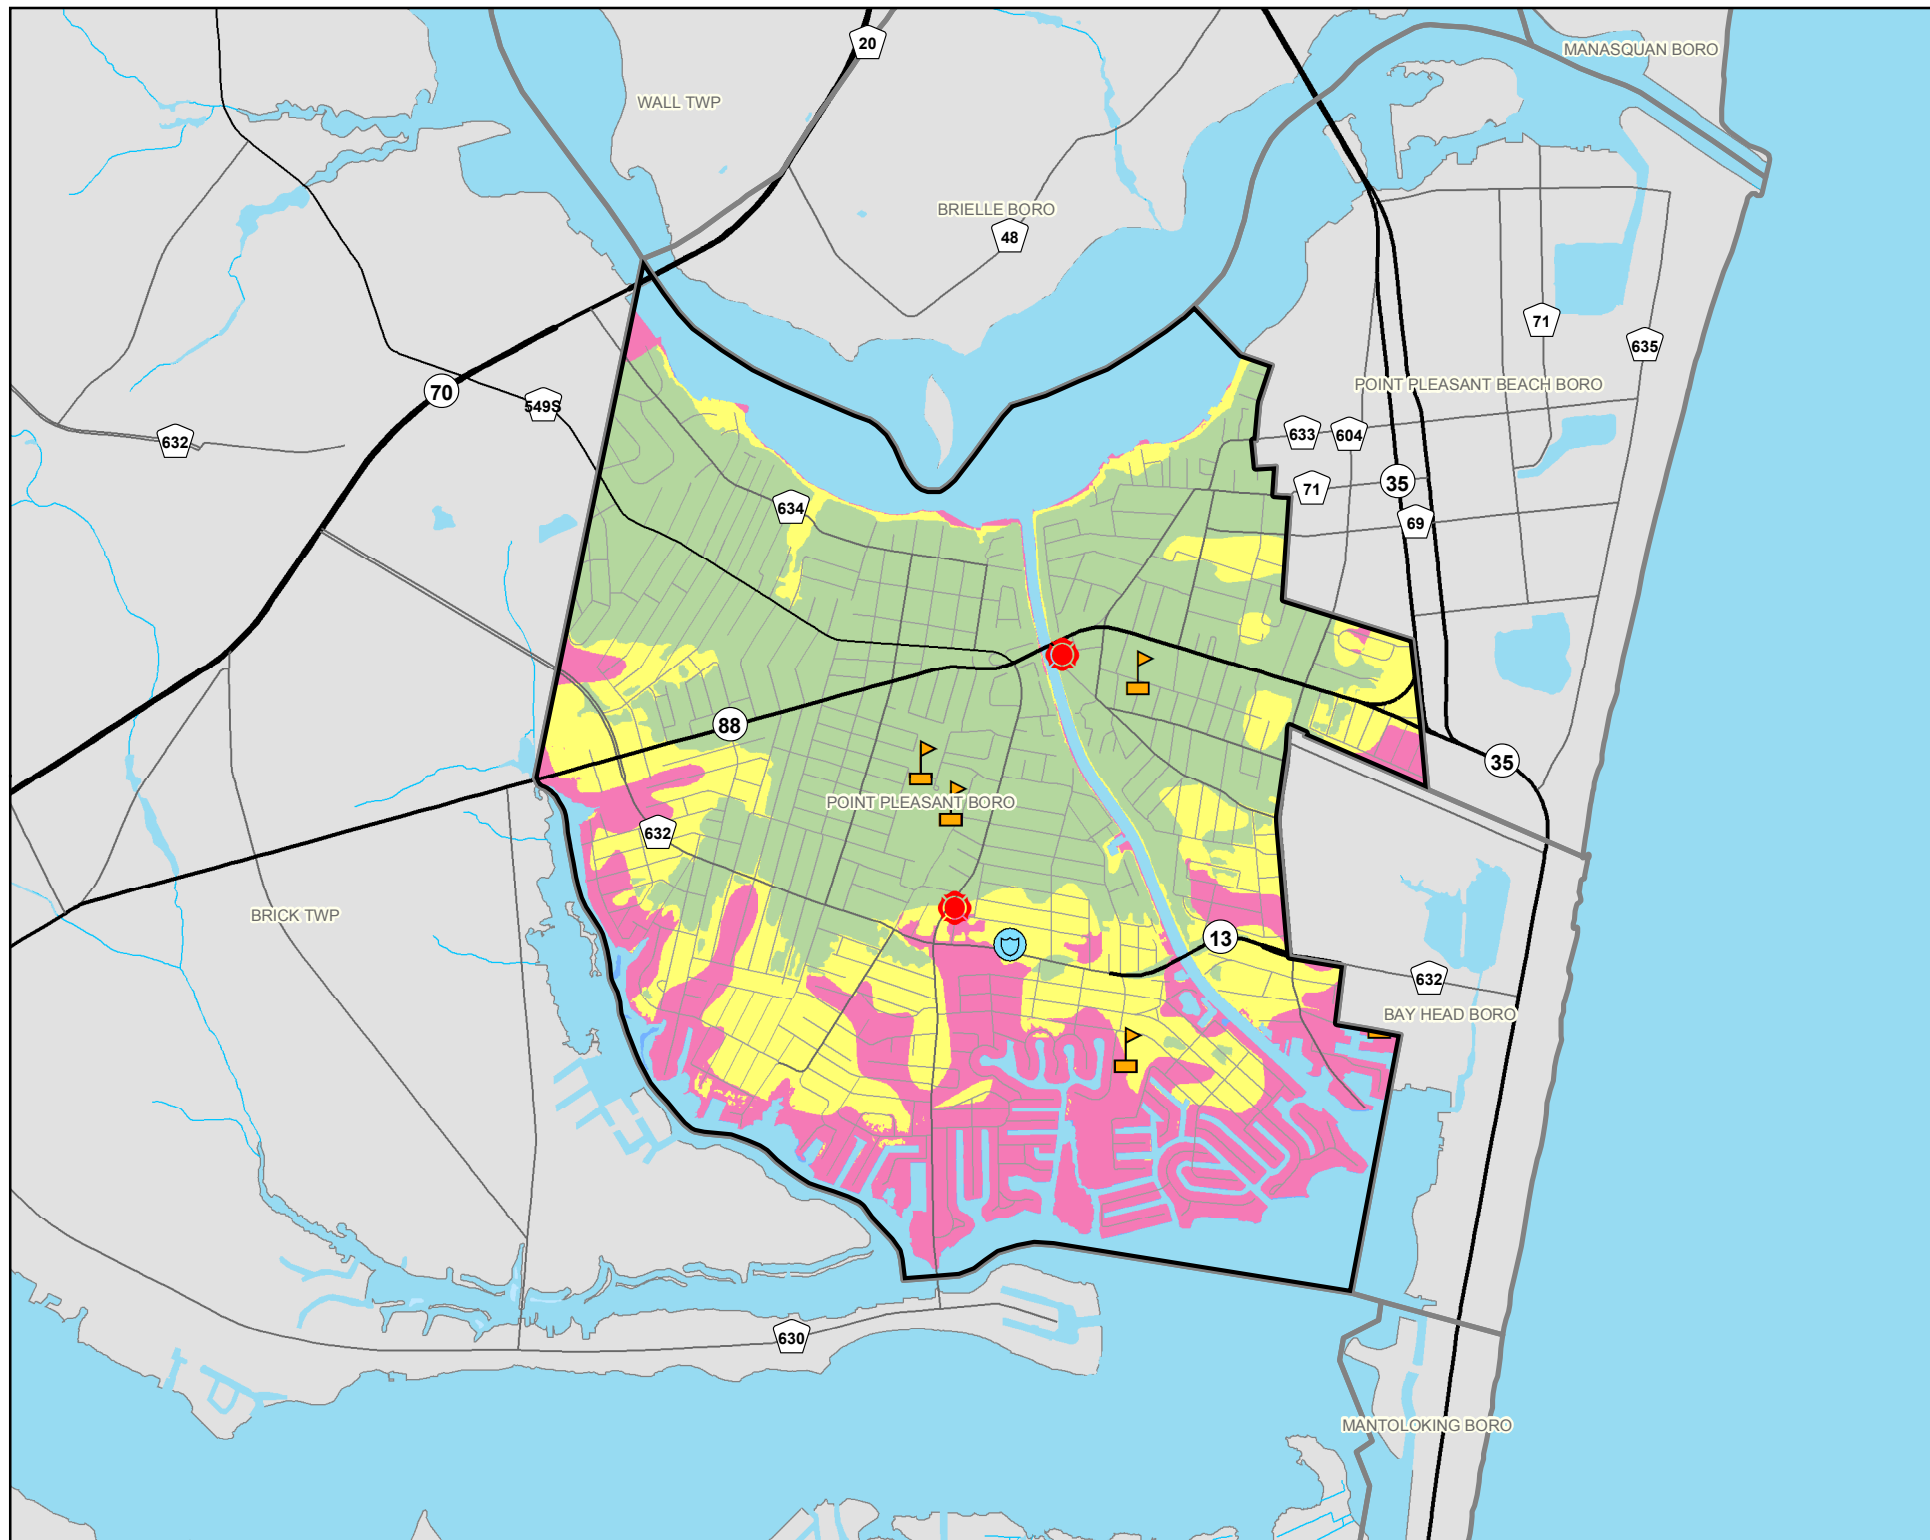 20
MANASQUAN BORO
WALL TWP
BRIELLE BORO
48
71
635
70
POINT PLEASANT BEACH BORO
549S
632
633
604
35
71
634
69
88
35
POINT PLEASANT BORO
632
BRICK TWP
13
632
BAY HEAD BORO
630
MANTOLOKING BORO